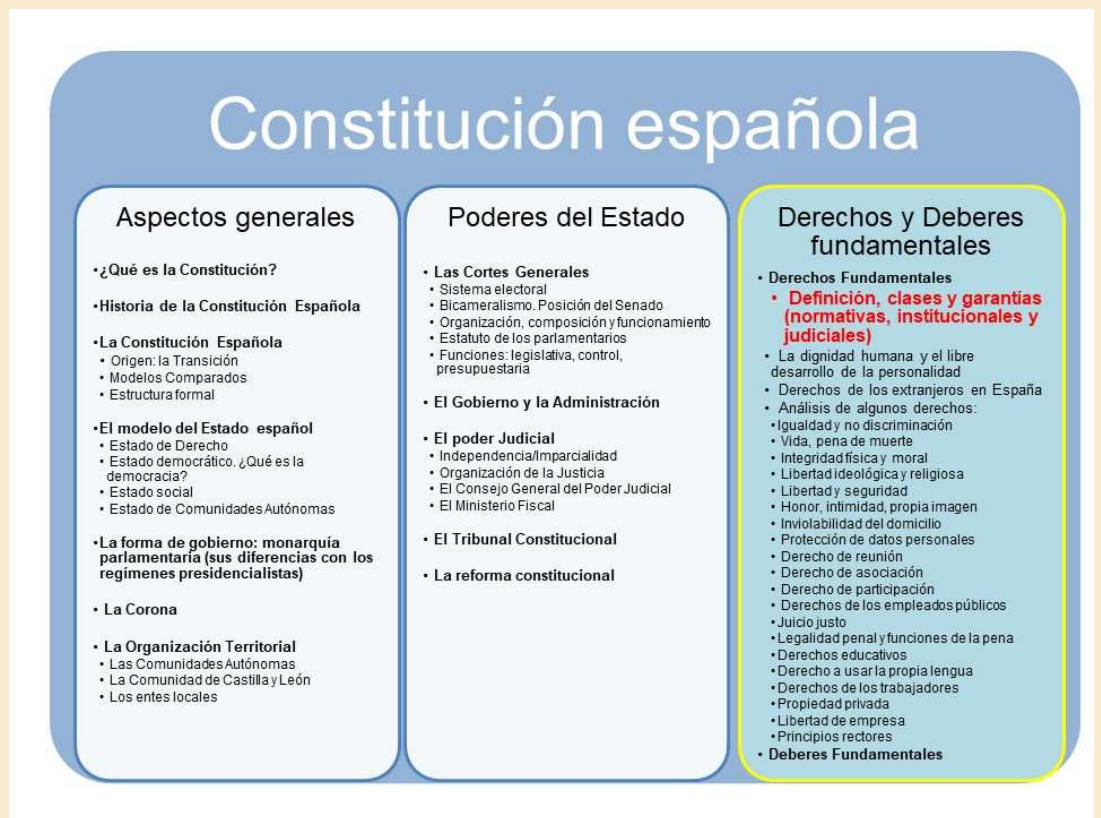 Constitución española
Aspectos generales
•¿Qué es la Constitución?
•Historia de la Constitución Española
•La Constitución Española
• Origen: la Transición
• Modelos Comparados
• Estructura formal
•El modelo del Estado español
• Estado de Derecho
• Estado democrático. ¿Qué es la
democracia?
• Estado social
• Estado de Comunidades Autónomas
•La forma de gobierno: monarquía
parlamentaria (sus diferencias con los
regímenes presidencialistas)
• La Corona
• La Organización Territorial
• Las Comunidades Autónomas
• La Comunidad de Castilla y León
• Los entes locales
Poderes del Estado
• Las Cortes Generales
• Sistema electoral
• Bicameralismo. Posición del Senado
• Organización, composición y funcionamiento
• Estatuto de los parlamentarios
• Funciones: legislativa, control,
presupuestaria
• El Gobierno y la Administración
• El poder Judicial
• Independencia/Imparcialidad
• Organización de la Justicia
• El Consejo General del Poder Judicial
• El Ministerio Fiscal
• El Tribunal Constitucional
• La reforma constitucional
Derechos y Deberes
fundamentales
• Derechos Fundamentales
• Definición, clases y garantías
(normativas, institucionales y
judiciales)
• La dignidad humana y el libre
desarrollo de la personalidad
• Derechos de los extranjeros en España
• Análisis de algunos derechos:
•Igualdad y no discriminación
• Vida, pena de muerte
• Integridad física y moral
• Libertad ideológica y religiosa
• Libertad y seguridad
• Honor, intimidad, propia imagen
• Inviolabilidad del domicilio
• Protección de datos personales
• Derecho de reunión
• Derecho de asociación
• Derecho de participación
• Derechos de los empleados públicos
•Juicio justo
•Legalidad penal y funciones de la pena
•Derechos educativos
•Derecho a usar la propia lengua
•Derechos de los trabajadores
•Propiedad privada
•Libertad de empresa
•Principios rectores
• Deberes Fundamentales